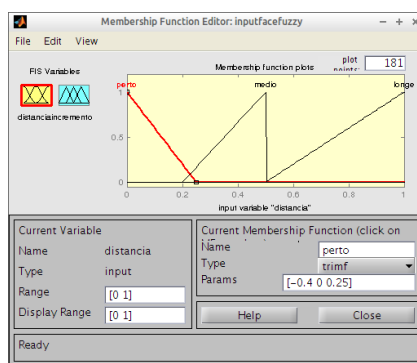 Membership Function Editor: inputfacefuzzy
File Edit View
FIS Variables
Membership function plots
plot points:
181
distanciaincremento
perto
medio
longe
1
0.5
0
0 0.2 0.4 0.6 0.8 1
input variable "distancia"
Current Variable
Name distancia
Type input
Range [0 1]
Display Range [0 1]
Current Membership Function (click on
Name perto
Type trimf
Params [-0.4 0 0.25]
Help Close
Ready